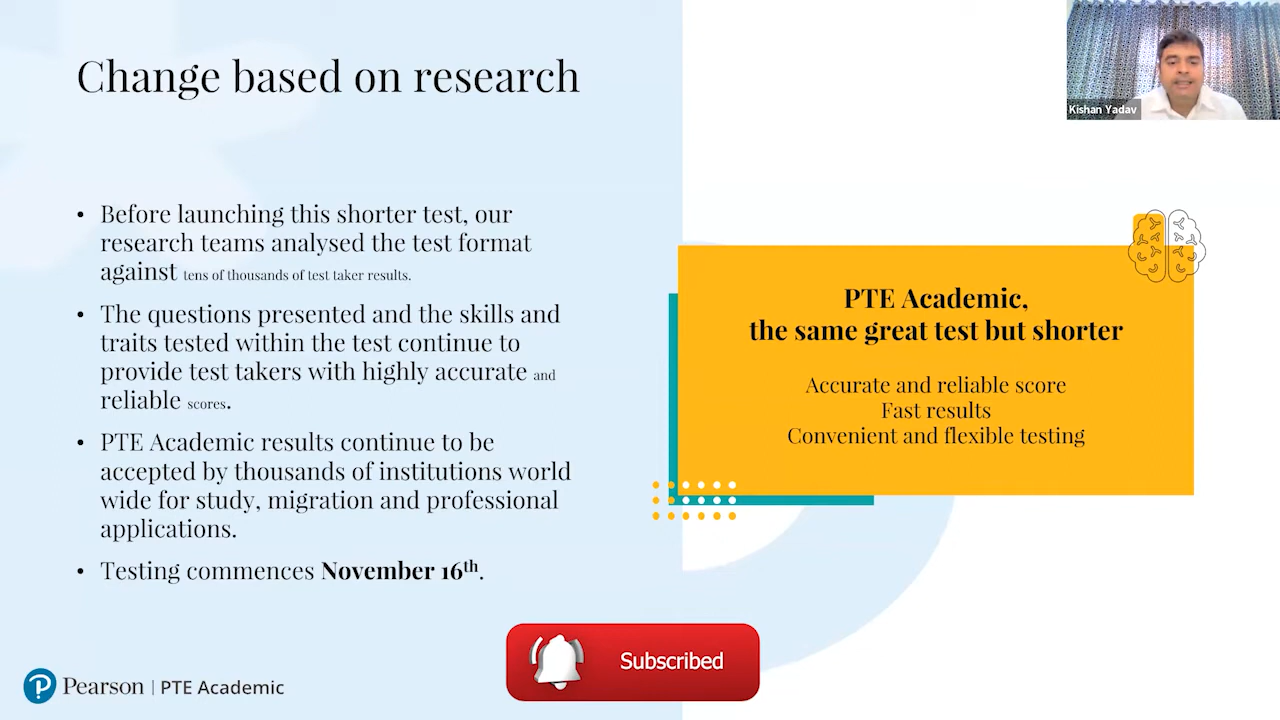 Change based on research
Kishan Yadav
• Before launching this shorter test, our
research teams analysed the test format
against tens of thousands of test taker results.
• The questions presented and the skills and
traits tested within the test continue to
provide test takers with highly accurate and
reliable scores.
• PTE Academic results continue to be
accepted by thousands of institutions world
wide for study, migration and professional
applications.
• Testing commences November 16th.
PTE Academic,
the same great test but shorter
Accurate and reliable score
Fast results
Convenient and flexible testing
Subscribed
Pearson | PTE Academic